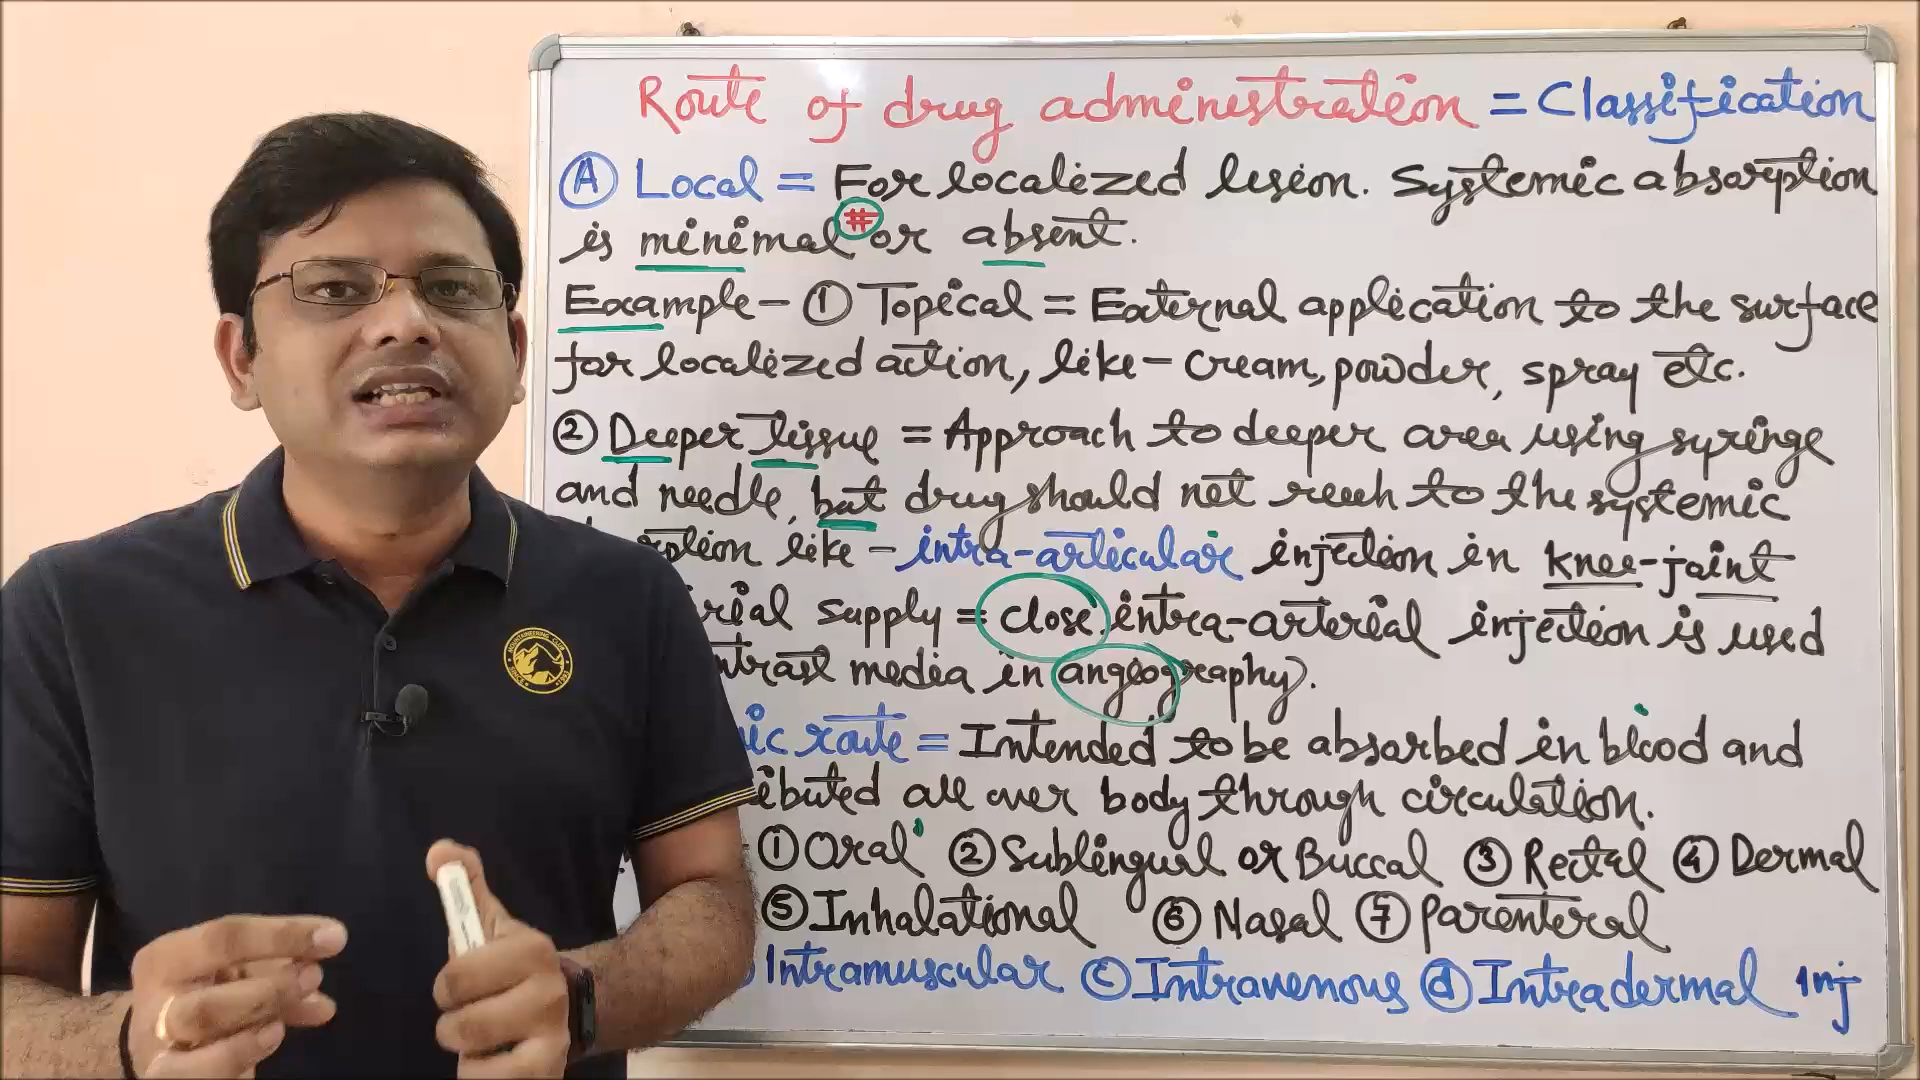 Route of drug administration = Classification
A Local = For localized lesion. Systemic absorption
is minimal # or absent.
Example - 1 Topical = External application to the surface
for localized action, like - cream, powder, spray etc.
2 Deeper Tissue = Approach to deeper area using syringe
and needle, but drug should not reach to the systemic
like - intra-articular injection in knee-joint
supply = close intra-arterial injection is used
media in angiography).
route = Intended to be absorbed in blood and
all over body through circulation.
1 Oral 2 Sublingual or Buccal 3 Rectal 4 Dermal
5 Inhalational 6 Nasal 7 Parenteral
Intramuscular C Intravenous d Intradermal Inj
MOUNTAINEERING CLUB
SINCE